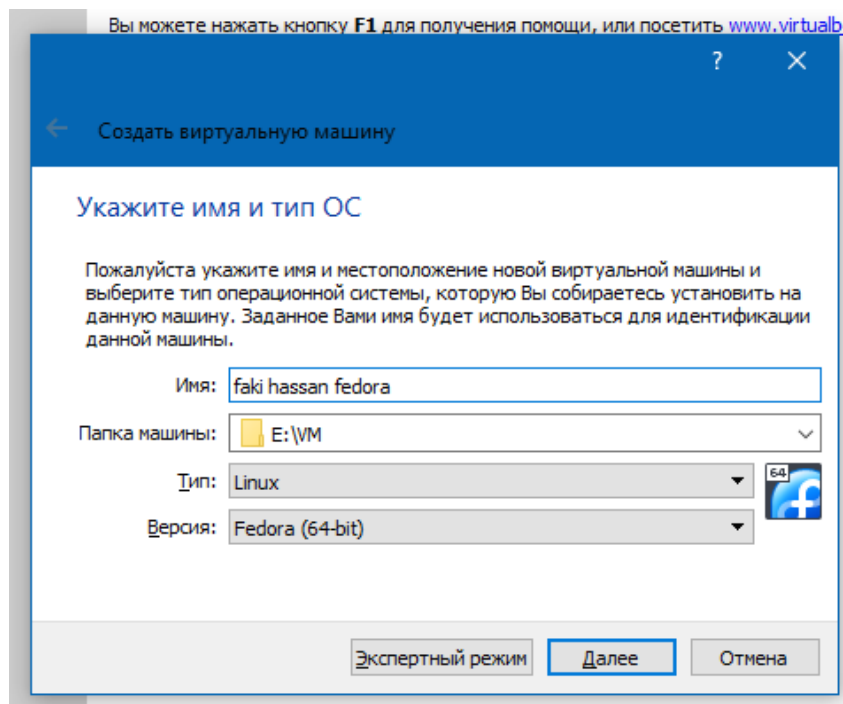 Вы можете нажать кнопку F1 для получения помощи, или посетить www.virtualb
?
Создать виртуальную машину
Укажите имя и тип ОС
Пожалуйста укажите имя и местоположение новой виртуальной машины и
выберите тип операционной системы, которую Вы собираетесь установить на
данную машину. Заданное Вами имя будет использоваться для идентификации
данной машины.
Имя: faki hassan fedora
Папка машины: E:\VM
Тип: Linux
64
Версия: Fedora (64-bit)
Экспертный режим Далее Отмена